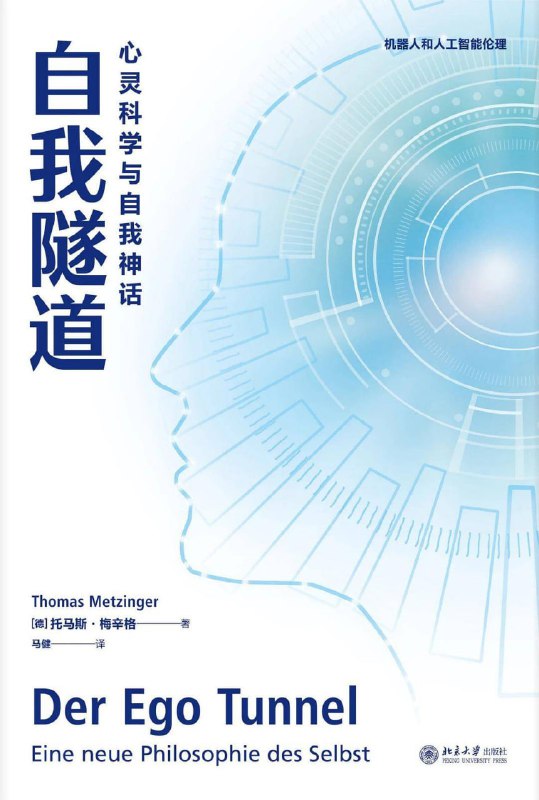 机器人和人工智能伦理
自我隧道
心灵科学与自我神话
Thomas Metzinger
[德]托马斯·梅辛格————著
马健————译
Der Ego Tunnel
Eine neue Philosophie des Selbst
北京大学出版社
PEKING UNIVERSITY PRESS